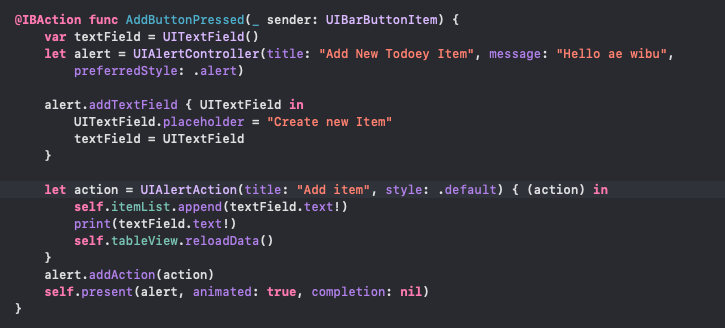 @IBAction func AddButtonPressed(_ sender: UIBarButtonItem) {
    var textField = UITextField()
    let alert = UIAlertController(title: "Add New Todoey Item", message: "Hello ae wibu",
        preferredStyle: .alert)

    alert.addTextField { UITextField in
        UITextField.placeholder = "Create new Item"
        textField = UITextField
    }

    let action = UIAlertAction(title: "Add item", style: .default) { (action) in
        self.itemList.append(textField.text!)
        print(textField.text!)
        self.tableView.reloadData()
    }
    alert.addAction(action)
    self.present(alert, animated: true, completion: nil)
}